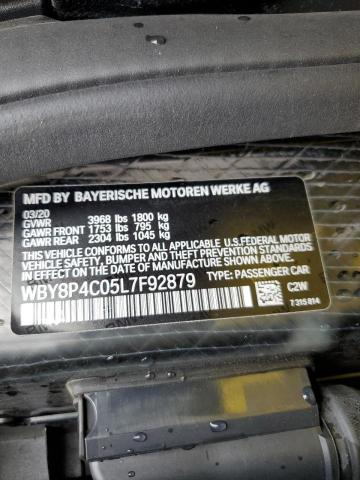 MFD BY BAYERISCHE MOTOREN WERKE AG
03/20
GVWR 3968 lbs 1800 kg
GAWR FRONT 1753 lbs 795 kg
GAWR REAR 2304 lbs 1045 kg
THIS VEHICLE CONFORMS TO ALL APPLICABLE U.S. FEDERAL MOTOR
VEHICLE SAFETY, BUMPER AND THEFT PREVENTION STANDARDS
IN EFFECT ON THE DATE OF MANUFACTURE SHOWN ABOVE.
WBY8P4C05L7F92879 TYPE: PASSENGER CAR
C2W
7 315 814